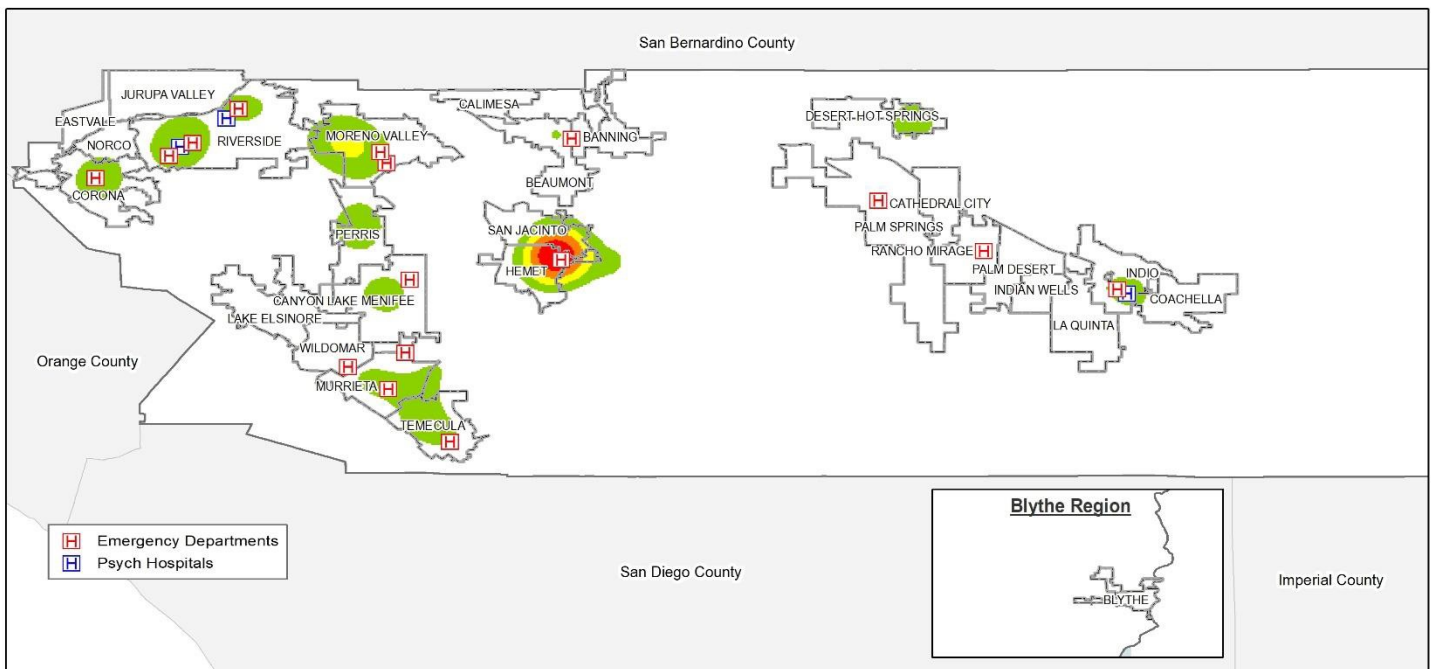 San Bernardino County
JURUPA VALLEY
CALIMESA
DESERT HOT SPRINGS
EASTVALE
NORCO
RIVERSIDE
MORENO VALLEY
BANNING
CORONA
BEAUMONT
CATHEDRAL CITY
PALM SPRINGS
SAN JACINTO
PERRIS
RANCHO MIRAGE
HEMET
PALM DESERT
INDIO
INDIAN WELLS
COACHELLA
CANYON LAKE
MENIFEE
LAKE ELSINORE
LA QUINTA
WILDOMAR
Orange County
MURRIETA
TEMECULA
H Emergency Departments
H Psych Hospitals
San Diego County
Blythe Region
BLYTHE
Imperial County